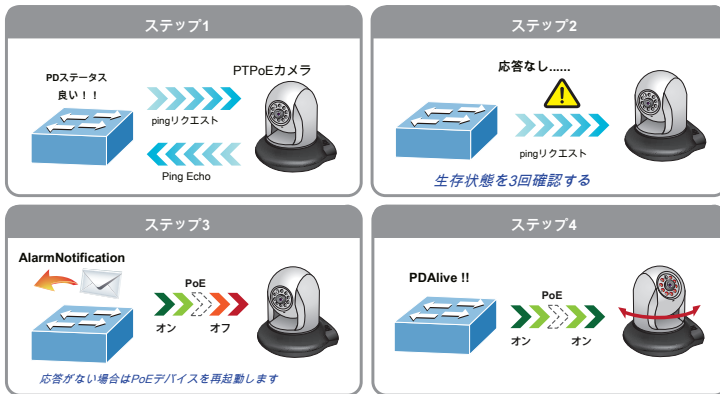 ステップ1
PDステータス
良い！！
PTPoEカメラ
pingリクエスト
Ping Echo
ステップ2
応答なし......
pingリクエスト
生存状態を3回確認する
ステップ3
AlarmNotification
PoE
オン オフ
応答がない場合はPoEデバイスを再起動します
ステップ4
PDAlive !!
PoE
オン オン